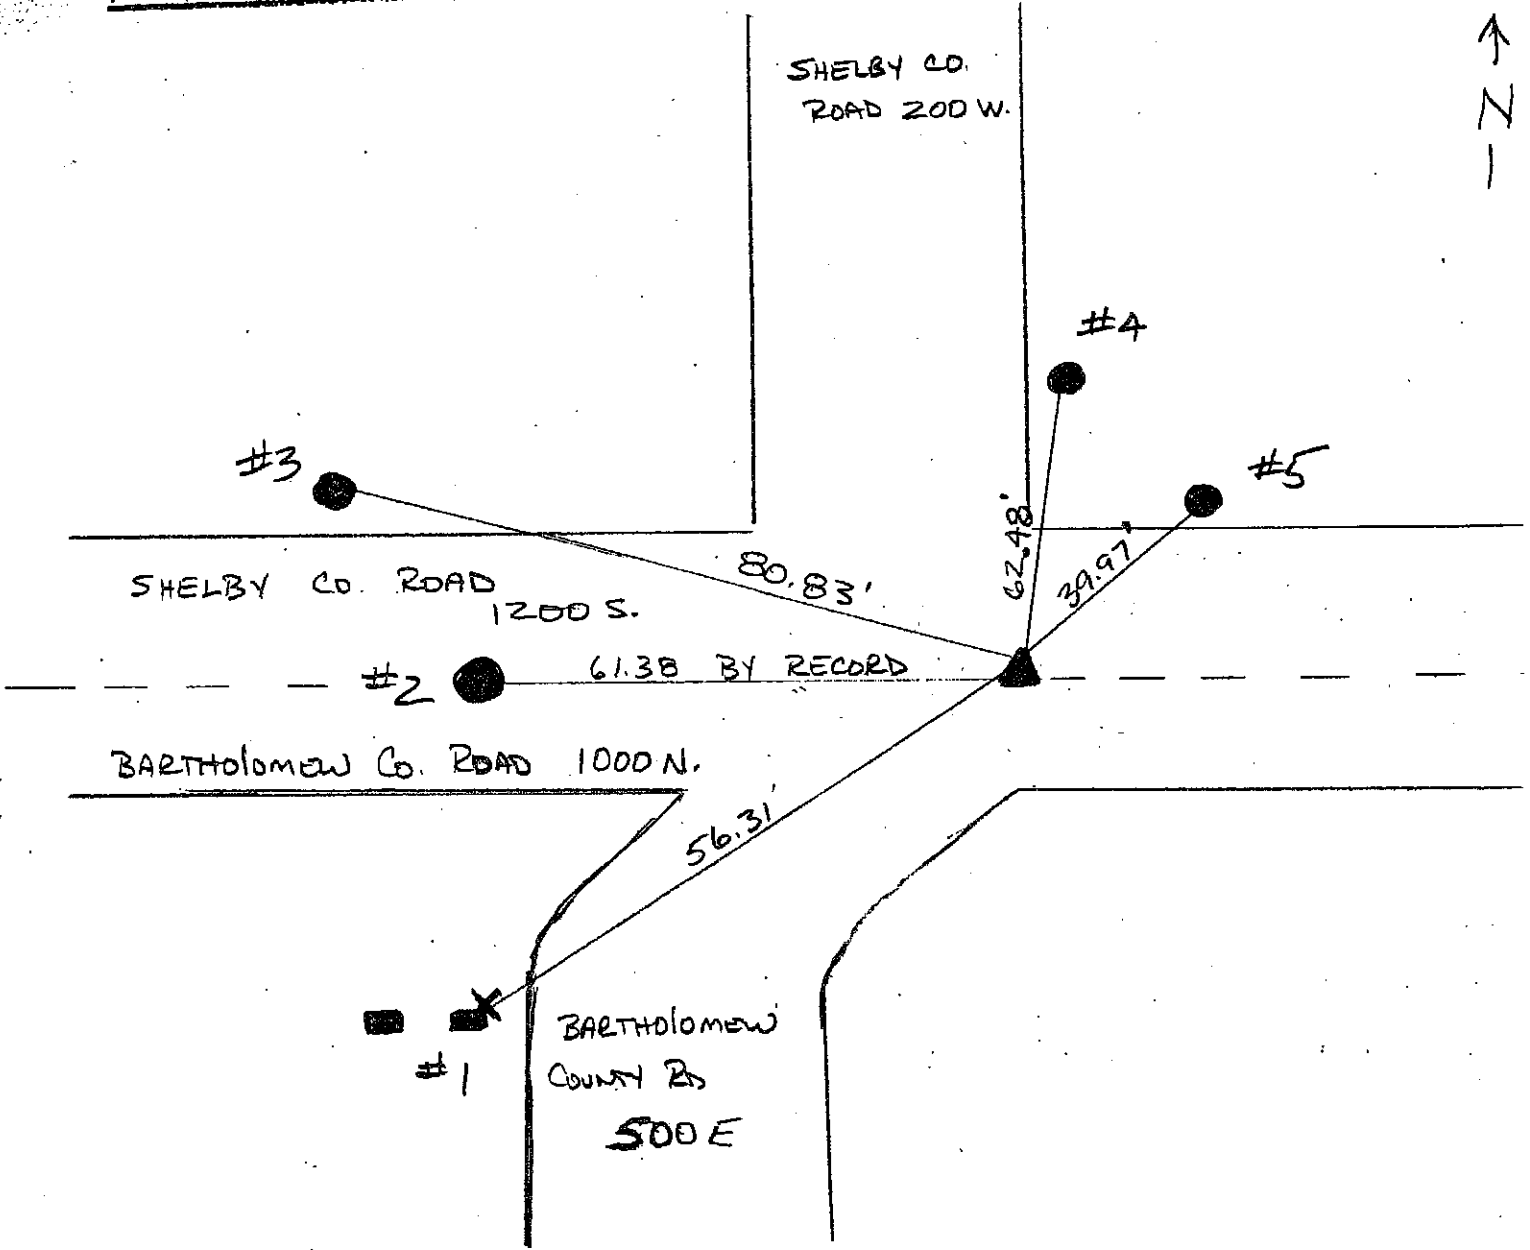 SHELBY CO.
ROAD 200 W.
N
#4
#3
#5
62.48'
39.97'
80.83'
SHELBY CO. ROAD
1200 S.
#2
61.38 BY RECORD
BARTHOLOMEW CO. ROAD 1000 N.
56.31'
#1
BARTHOLOMEW
COUNTY RD
500 E